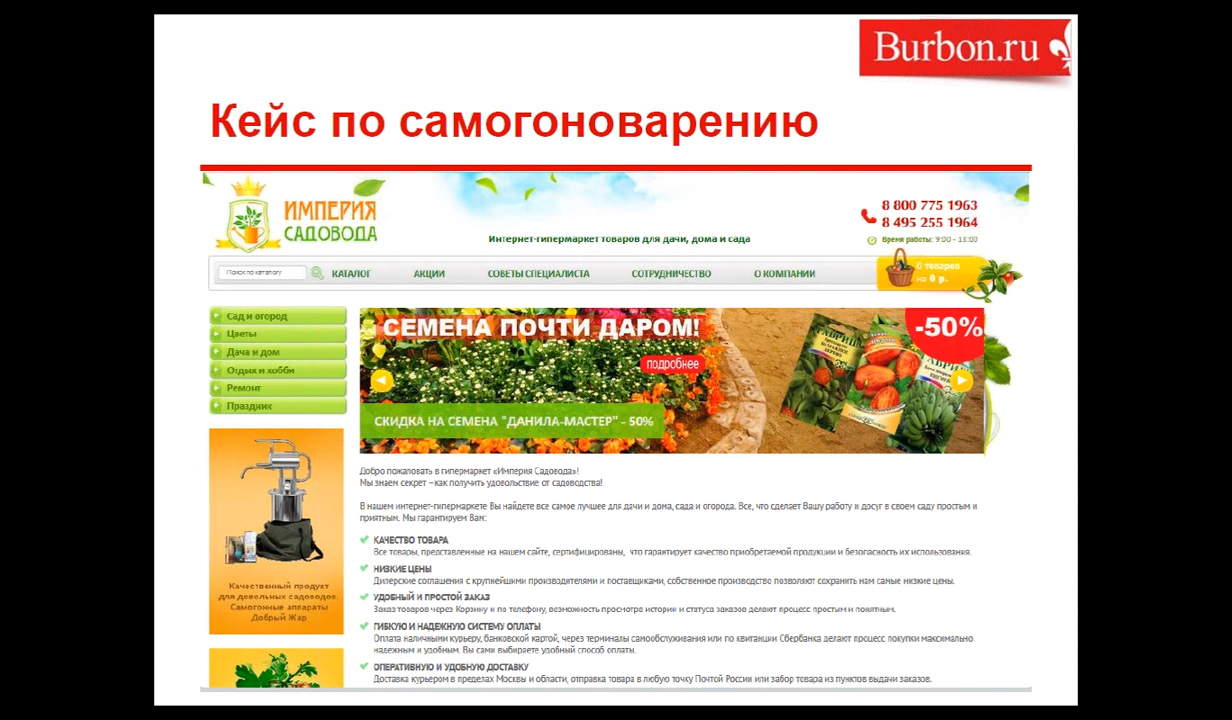 Burbon.ru
Кейс по самогоноварению
ИМПЕРИЯ
САДОВОДА
Интернет-гипермаркет товаров для дачи, дома и сада
8 800 775 1963
8 495 255 1964
Время работы: 9:00 - 18:00
Поиск по каталогу
КАТАЛОГ
АКЦИИ
СОВЕТЫ СПЕЦИАЛИСТА
СОТРУДНИЧЕСТВО
О КОМПАНИИ
0 товаров
на 0 р.
Сад и огород
Цветы
Дача и дом
Отдых и хобби
Ремонт
Праздник
СЕМЕНА ПОЧТИ ДАРОМ!
-50%
подробнее
СКИДКА НА СЕМЕНА "ДАНИЛА-МАСТЕР" - 50%
Качественный продукт
для довольных садоводов.
Самогонные аппараты
Добрый Жар
Добро пожаловать в гипермаркет «Империя Садовода»!
Мы знаем секрет –как получить удовольствие от садоводства!
В нашем интернет-гипермаркете Вы найдете все самое лучшее для дачи и дома, сада и огорода. Все, что сделает Вашу работу и досуг в своем саду простым и
приятным. Мы гарантируем Вам:
КАЧЕСТВО ТОВАРА
Все товары, представленные на нашем сайте, сертифицированы, что гарантирует качество приобретаемой продукции и безопасность их использования.
НИЗКИЕ ЦЕНЫ
Дилерские соглашения с крупнейшими производителями и поставщиками, собственное производство позволяют сохранить нам самые низкие цены.
УДОБНЫЙ И ПРОСТОЙ ЗАКАЗ
Заказ товаров через Корзину и по телефону, возможность просмотра истории и статуса заказов делают процесс простым и понятным.
ГИБКУЮ И НАДЕЖНУЮ СИСТЕМУ ОПЛАТЫ
Оплата наличными курьеру, банковской картой, через терминалы самообслуживания или по квитанции Сбербанка делают процесс покупки максимально
надежным и удобным. Вы сами выбираете удобный способ оплаты.
ОПЕРАТИВНУЮ И УДОБНУЮ ДОСТАВКУ
Доставка курьером в пределах Москвы и области, отправка товара в любую точку Почтой России или забор товара из пунктов выдачи заказов.